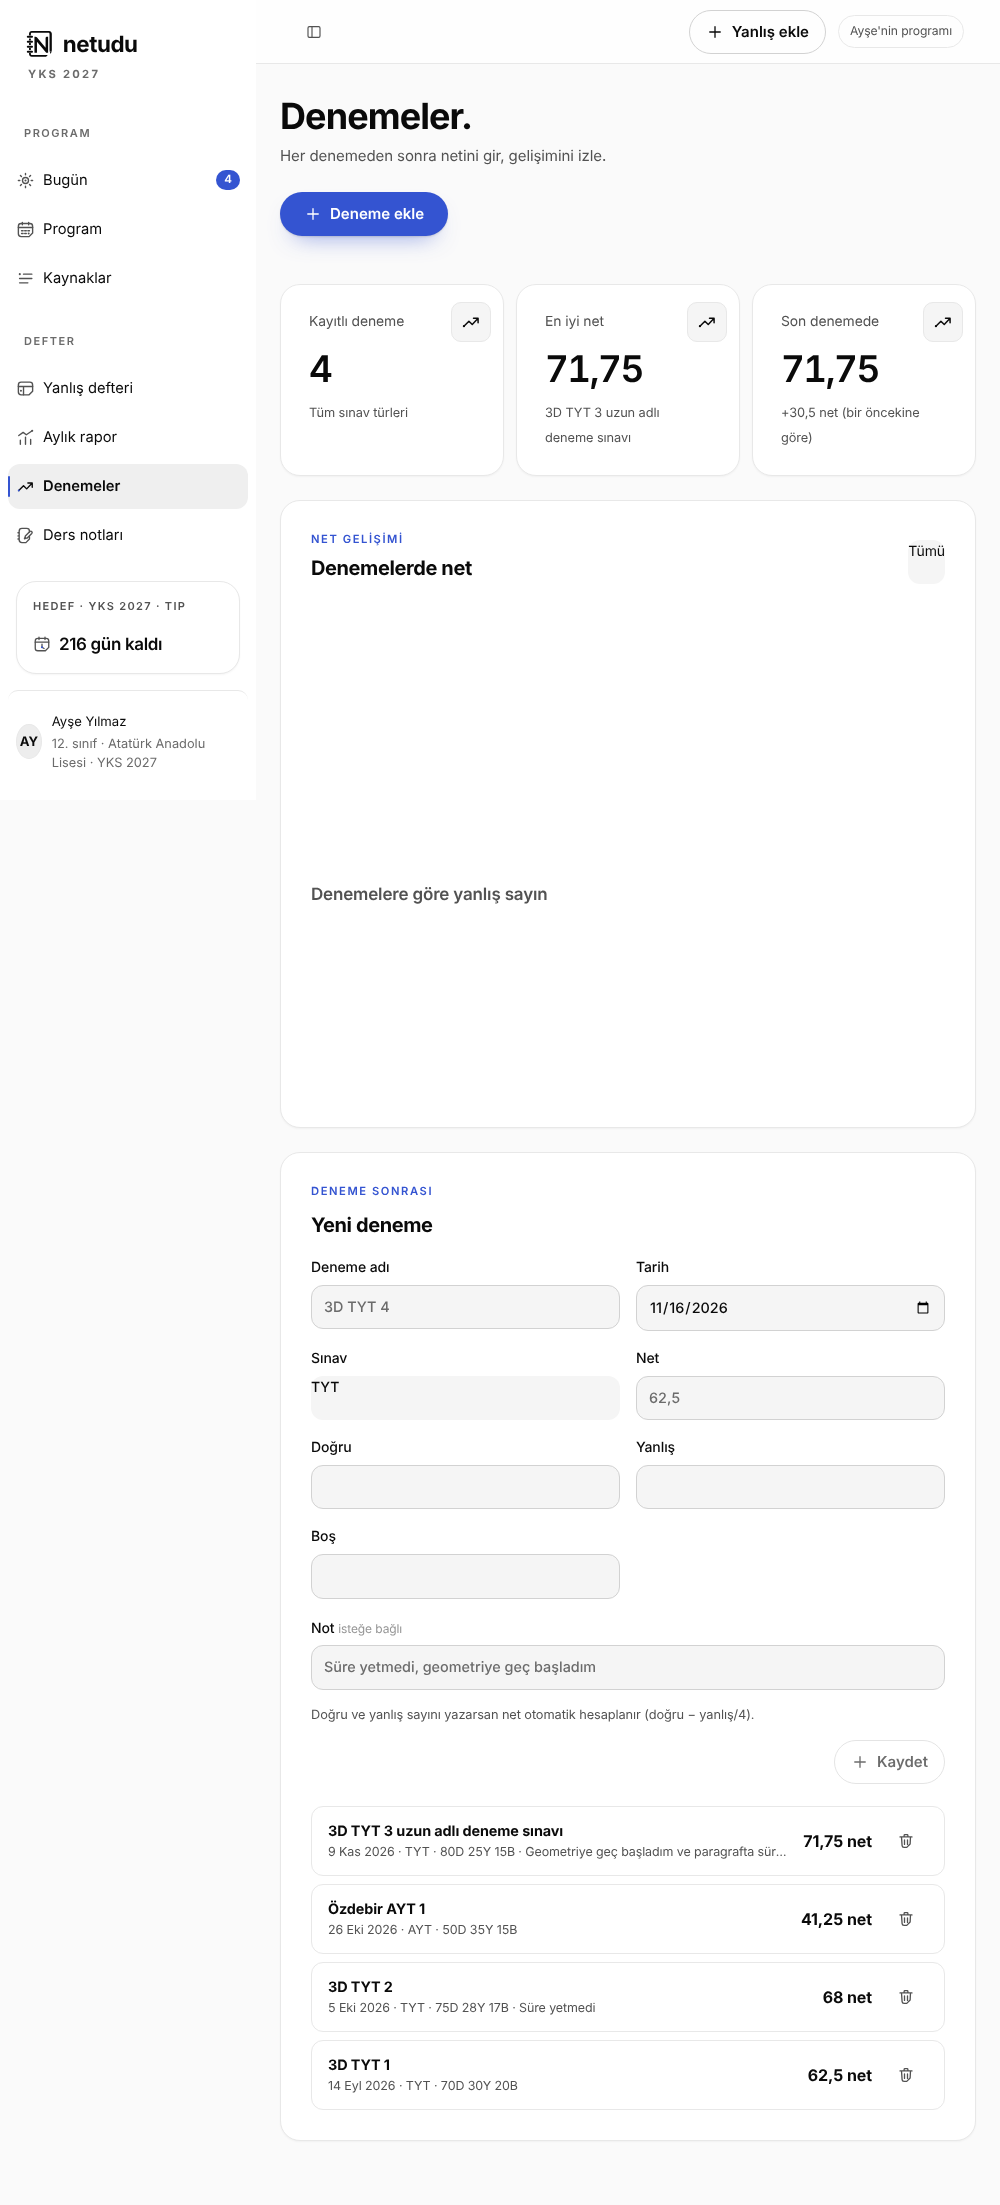 netudu
YKS 2027
PROGRAM
Bugün
4
Program
Kaynaklar
DEFTER
Yanlış defteri
Aylık rapor
Denemeler
Ders notları
HEDEF · YKS 2027 · TIP
216 gün kaldı
AY
Ayşe Yılmaz
12. sınıf · Atatürk Anadolu
Lisesi · YKS 2027
Yanlış ekle
Ayşe'nin programı
Denemeler.
Her denemeden sonra netini gir, gelişimini izle.
Deneme ekle
Kayıtlı deneme
4
Tüm sınav türleri
En iyi net
71,75
3D TYT 3 uzun adlı
deneme sınavı
Son denemede
71,75
+30,5 net (bir öncekine
göre)
NET GELİŞİMİ
Denemelerde net
Tümü
Denemelere göre yanlış sayın
DENEME SONRASI
Yeni deneme
Deneme adı
3D TYT 4
Tarih
11/16/2026
Sınav
TYT
Net
62,5
Doğru
Yanlış
Boş
Not isteğe bağlı
Süre yetmedi, geometriye geç başladım
Doğru ve yanlış sayını yazarsan net otomatik hesaplanır (doğru − yanlış/4).
Kaydet
3D TYT 3 uzun adlı deneme sınavı
9 Kas 2026 · TYT · 80D 25Y 15B · Geometriye geç başladım ve paragrafta sür...
71,75 net
Özdebir AYT 1
26 Eki 2026 · AYT · 50D 35Y 15B
41,25 net
3D TYT 2
5 Eki 2026 · TYT · 75D 28Y 17B · Süre yetmedi
68 net
3D TYT 1
14 Eyl 2026 · TYT · 70D 30Y 20B
62,5 net